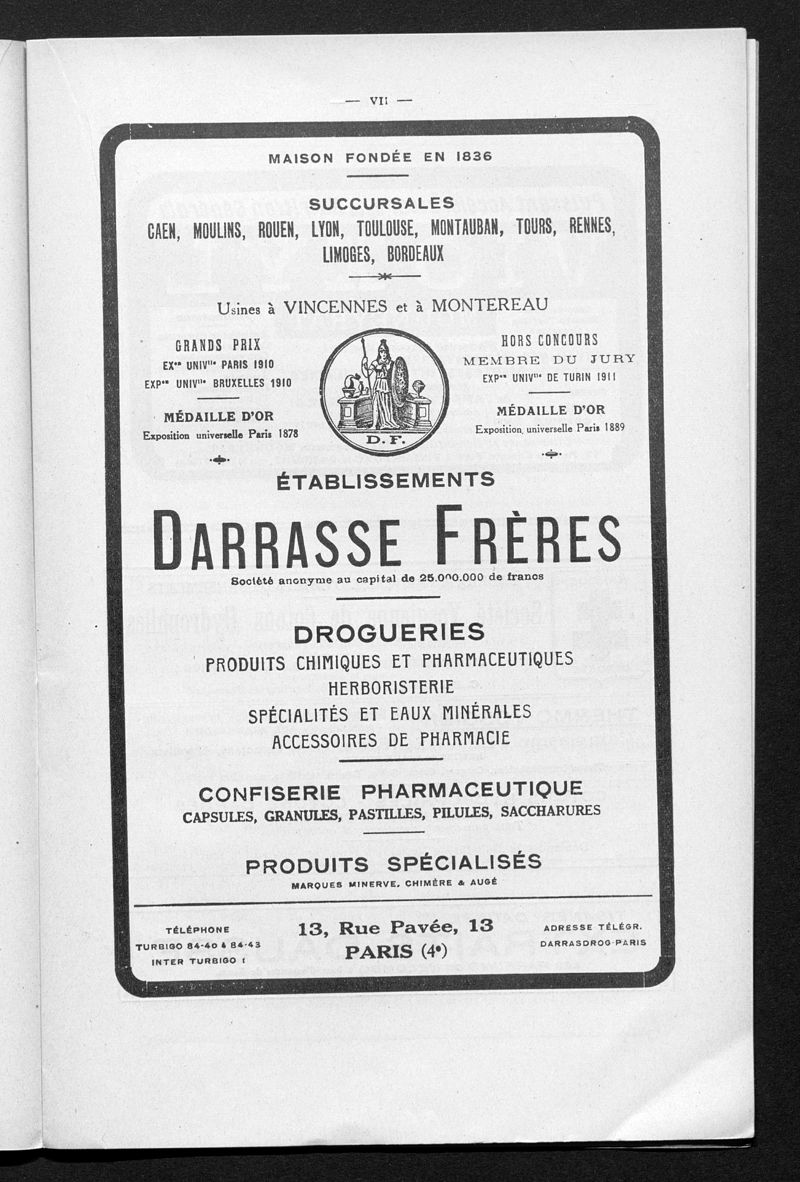 — VII —
MAISON FONDÉE EN 1836
SUCCURSALES
CAEN, MOULINS, ROUEN, LYON, TOULOUSE, MONTAUBAN, TOURS, RENNES,
LIMOGES, BORDEAUX
Usines à VINCENNES et à MONTEREAU
GRANDS PRIX
EXᵒⁿ UNIVˡˡᵉ PARIS 1910
EXPᵒⁿ UNIVˡˡᵉ BRUXELLES 1910
MÉDAILLE D'OR
Exposition universelle Paris 1878
D. F.
HORS CONCOURS
MEMBRE DU JURY
EXPᵒⁿ UNIVˡˡᵉ DE TURIN 1911
MÉDAILLE D'OR
Exposition universelle Paris 1889
ÉTABLISSEMENTS
DARRASSE FRÈRES
Société anonyme au capital de 25.000.000 de francs
DROGUERIES
PRODUITS CHIMIQUES ET PHARMACEUTIQUES
HERBORISTERIE
SPÉCIALITÉS ET EAUX MINÉRALES
ACCESSOIRES DE PHARMACIE
CONFISERIE PHARMACEUTIQUE
CAPSULES, GRANULES, PASTILLES, PILULES, SACCHARURES
PRODUITS SPÉCIALISÉS
MARQUES MINERVE, CHIMÈRE & AUGÉ
TÉLÉPHONE
TURBIGO 84-40 à 84-43
INTER TURBIGO 1
13, Rue Pavée, 13
PARIS (4ᵉ)
ADRESSE TÉLÉGR.
DARRASDROG-PARIS